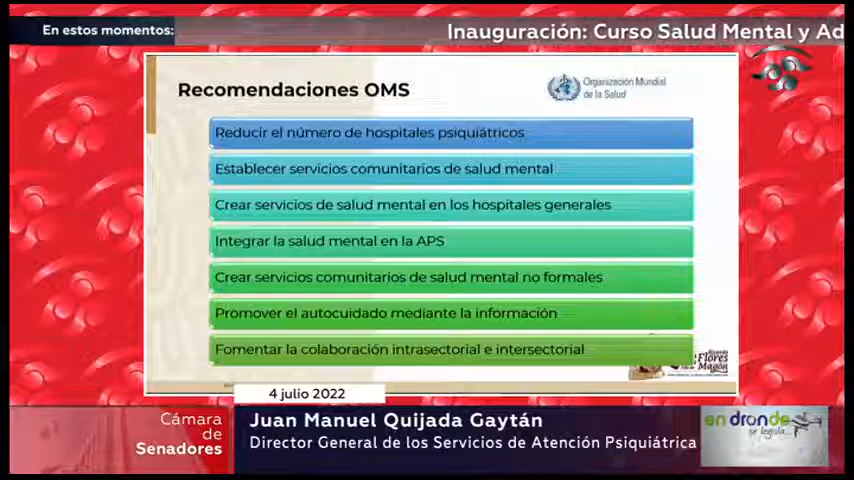 En estos momentos:
Inauguración: Curso Salud Mental y Ad
Recomendaciones OMS
Organización Mundial
de la Salud
Reducir el número de hospitales psiquiátricos
Establecer servicios comunitarios de salud mental
Crear servicios de salud mental en los hospitales generales
Integrar la salud mental en la APS
Crear servicios comunitarios de salud mental no formales
Promover el autocuidado mediante la información
Fomentar la colaboración intrasectorial e intersectorial
Ricardo
Flores
Magón
4 julio 2022
Cámara
de
Senadores
Juan Manuel Quijada Gaytán
Director General de los Servicios de Atención Psiquiátrica
en dronde
se legisla...